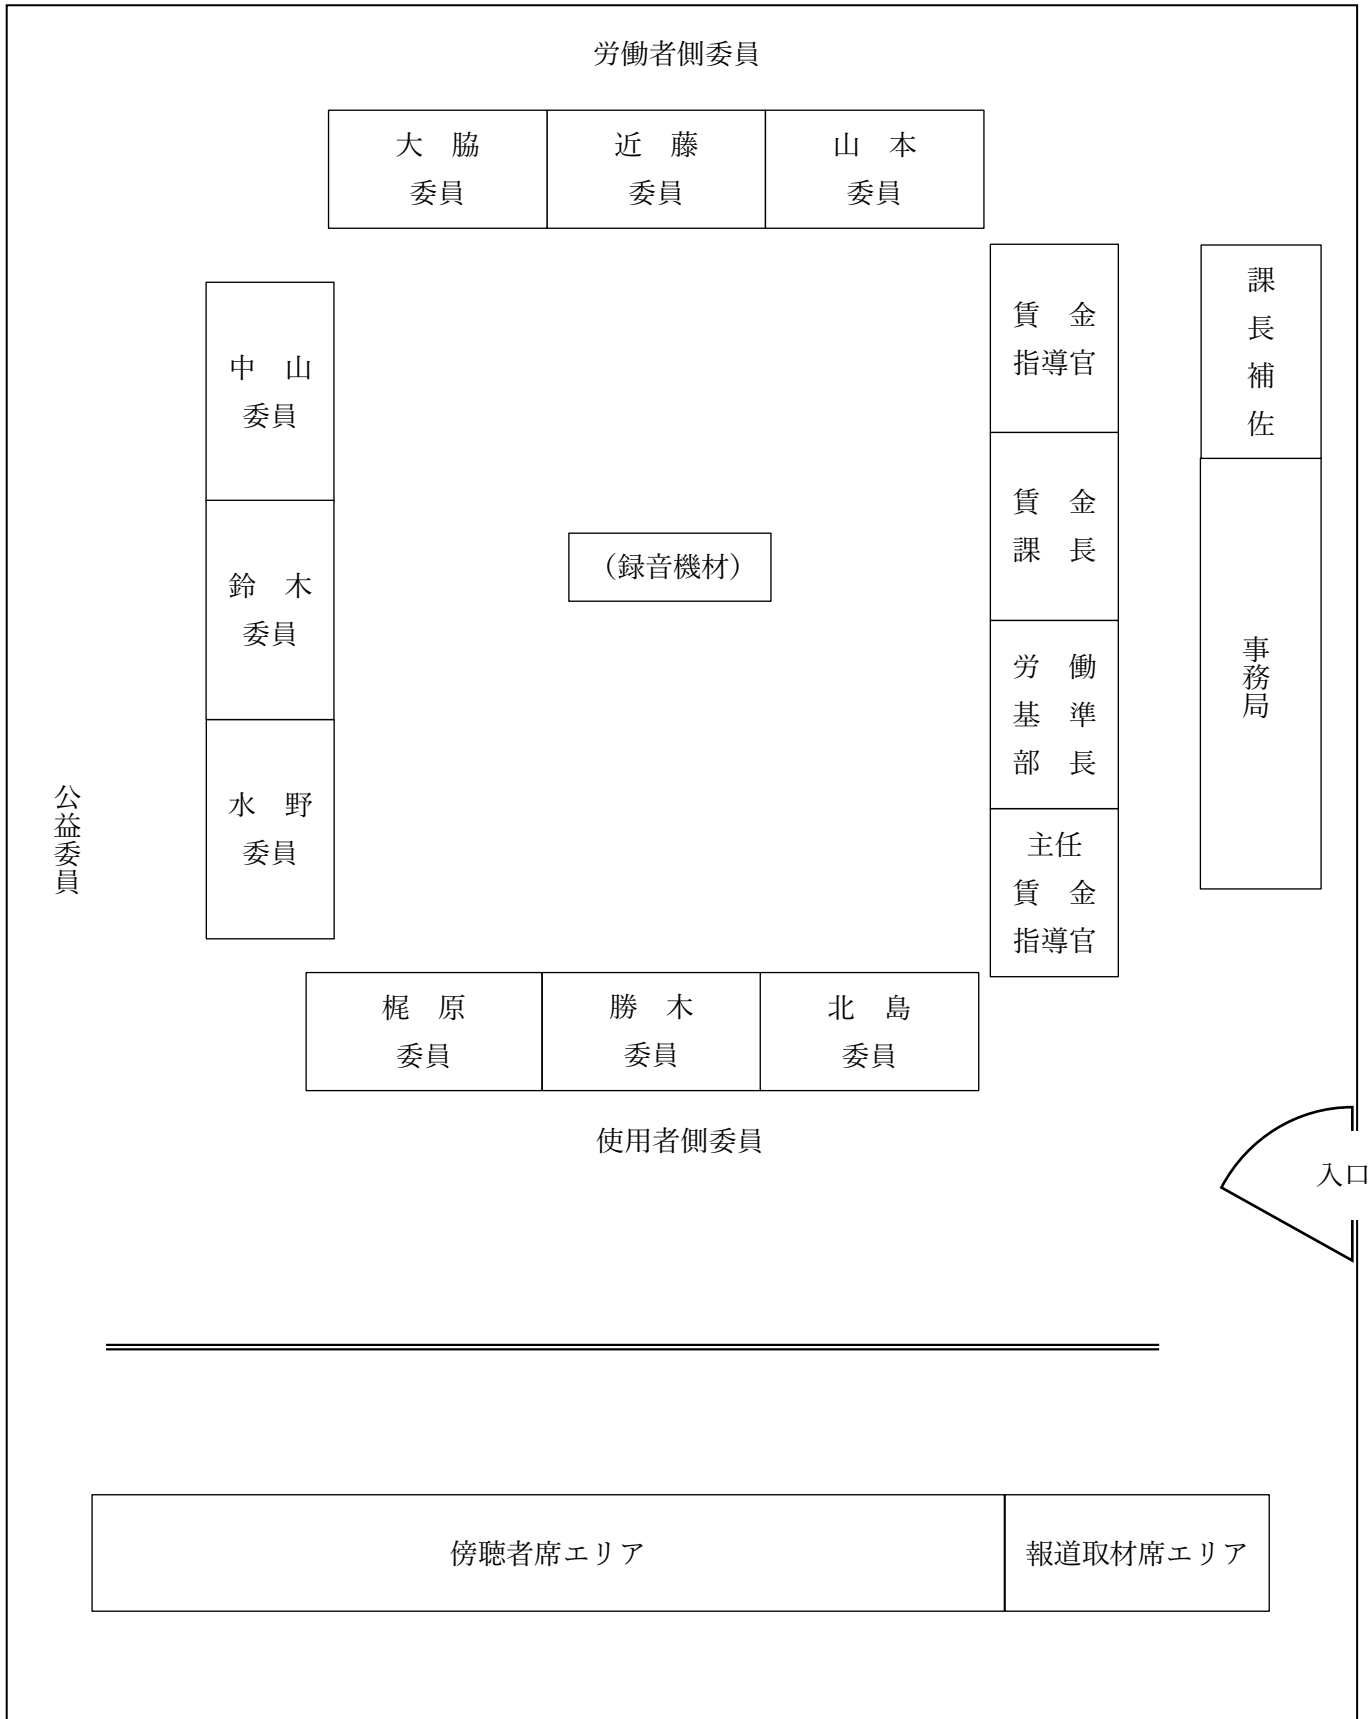 労働者側委員
大　脇
委員
近　藤
委員
山　本
委員
中　山
委員
鈴　木
委員
水　野
委員
公益委員
（録音機材）
賃　金
指導官
賃　金
課　長
労　働
基　準
部　長
主任
賃　金
指導官
課長補佐
事務局
梶　原
委員
勝　木
委員
北　島
委員
使用者側委員
入口
傍聴者席エリア
報道取材席エリア